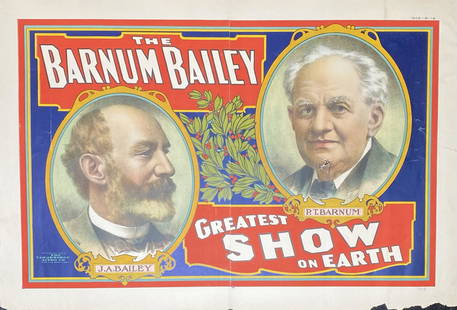 THE
BARNUM BAILEY
J.A. BAILEY
P.T. BARNUM
GREATEST
SHOW
ON EARTH